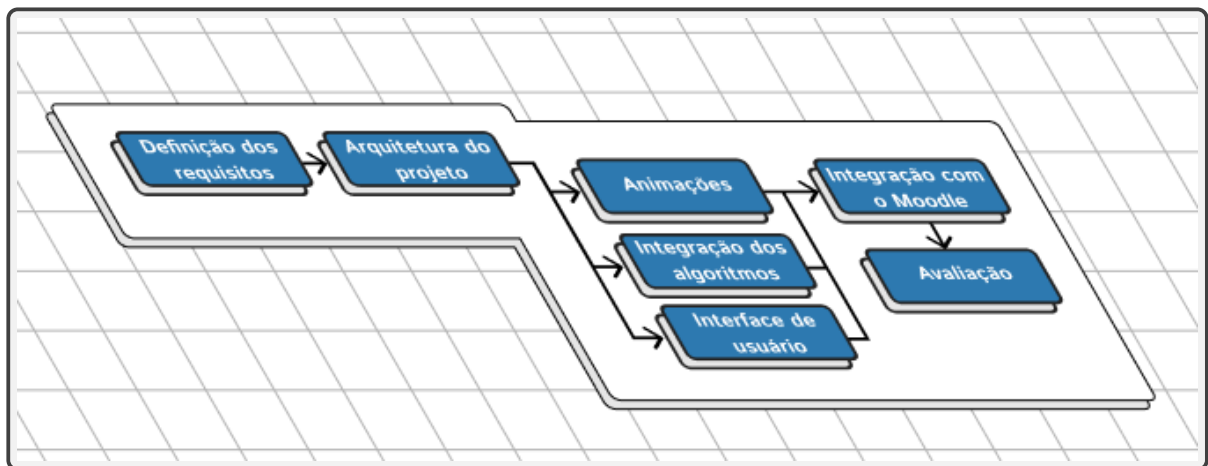 Definição dos
requisitos
Arquitetura do
projeto
Animações
Integração dos
algoritmos
Interface de
usuário
Integração com
o Moodle
Avaliação